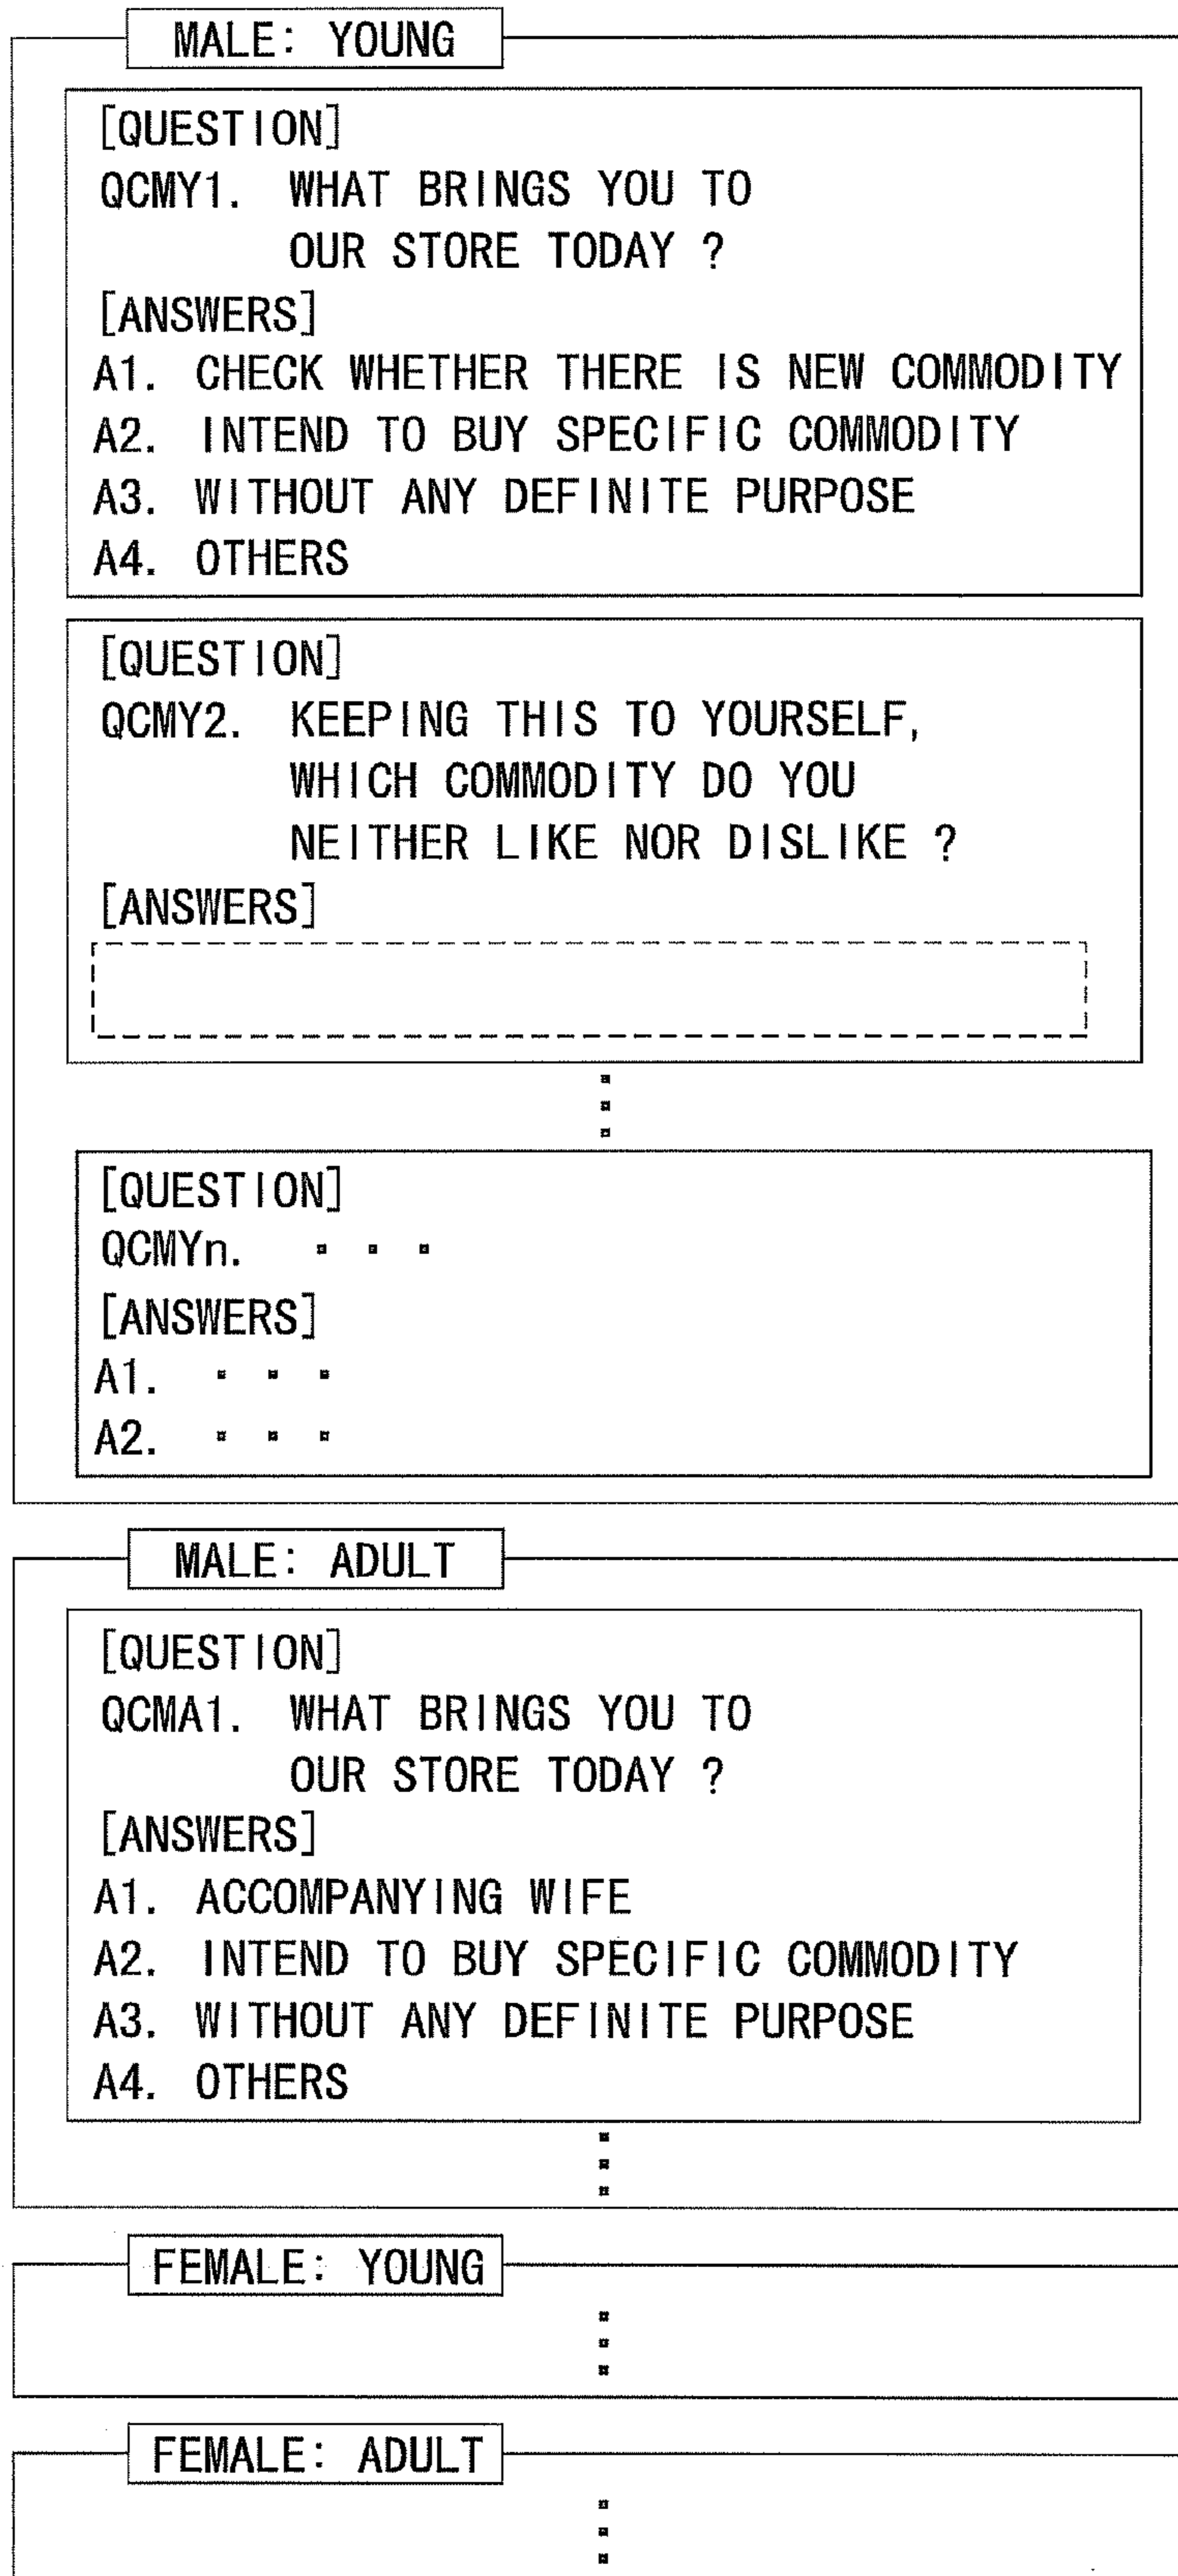 MALE: YOUNG
[QUESTION]
QCMY1. WHAT BRINGS YOU TO
OUR STORE TODAY ?
[ANSWERS]
A1. CHECK WHETHER THERE IS NEW COMMODITY
A2. INTEND TO BUY SPECIFIC COMMODITY
A3. WITHOUT ANY DEFINITE PURPOSE
A4. OTHERS
[QUESTION]
QCMY2. KEEPING THIS TO YOURSELF,
WHICH COMMODITY DO YOU
NEITHER LIKE NOR DISLIKE ?
[ANSWERS]
[QUESTION]
QCMYn. ・ ・ ・
[ANSWERS]
A1. ・ ・ ・
A2. ・ ・ ・
MALE: ADULT
[QUESTION]
QCMA1. WHAT BRINGS YOU TO
OUR STORE TODAY ?
[ANSWERS]
A1. ACCOMPANYING WIFE
A2. INTEND TO BUY SPECIFIC COMMODITY
A3. WITHOUT ANY DEFINITE PURPOSE
A4. OTHERS
FEMALE: YOUNG
FEMALE: ADULT